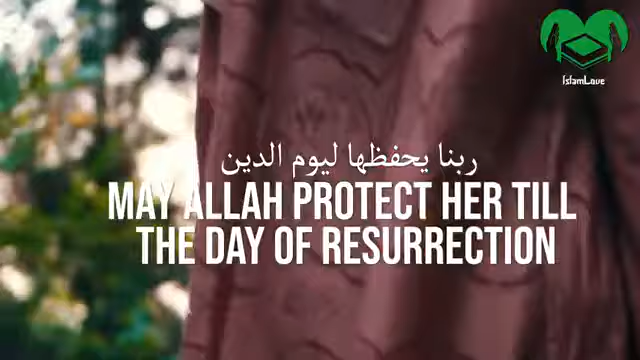 IslamLove
ربنا يحفظها ليوم الدين
MAY ALLAH PROTECT HER TILL
THE DAY OF RESURRECTION